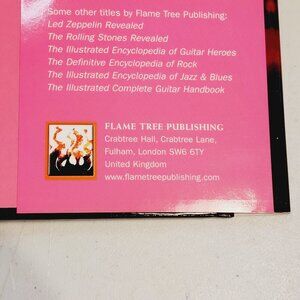 Some other titles by Flame Tree Publishing:
Led Zeppelin Revealed
The Rolling Stones Revealed
The Illustrated Encyclopedia of Guitar Heroes
The Definitive Encyclopedia of Rock
The Illustrated Encyclopedia of Jazz & Blues
The Illustrated Complete Guitar Handbook
FLAME TREE PUBLISHING
Crabtree Hall, Crabtree Lane,
Fulham, London SW6 6TY
United Kingdom
www.flametreepublishing.com